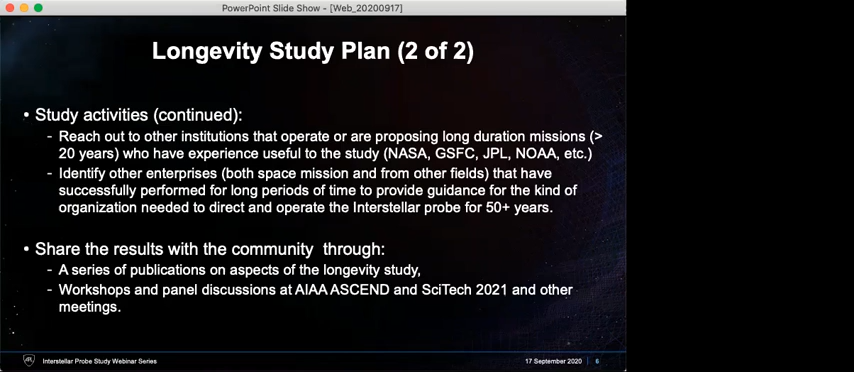 PowerPoint Slide Show - [Web_20200917]
Longevity Study Plan (2 of 2)
• Study activities (continued):
- Reach out to other institutions that operate or are proposing long duration missions (>
20 years) who have experience useful to the study (NASA, GSFC, JPL, NOAA, etc.)
- Identify other enterprises (both space mission and from other fields) that have
successfully performed for long periods of time to provide guidance for the kind of
organization needed to direct and operate the Interstellar probe for 50+ years.
• Share the results with the community through:
- A series of publications on aspects of the longevity study,
- Workshops and panel discussions at AIAA ASCEND and SciTech 2021 and other
meetings.
APL Interstellar Probe Study Webinar Series
17 September 2020 | 6